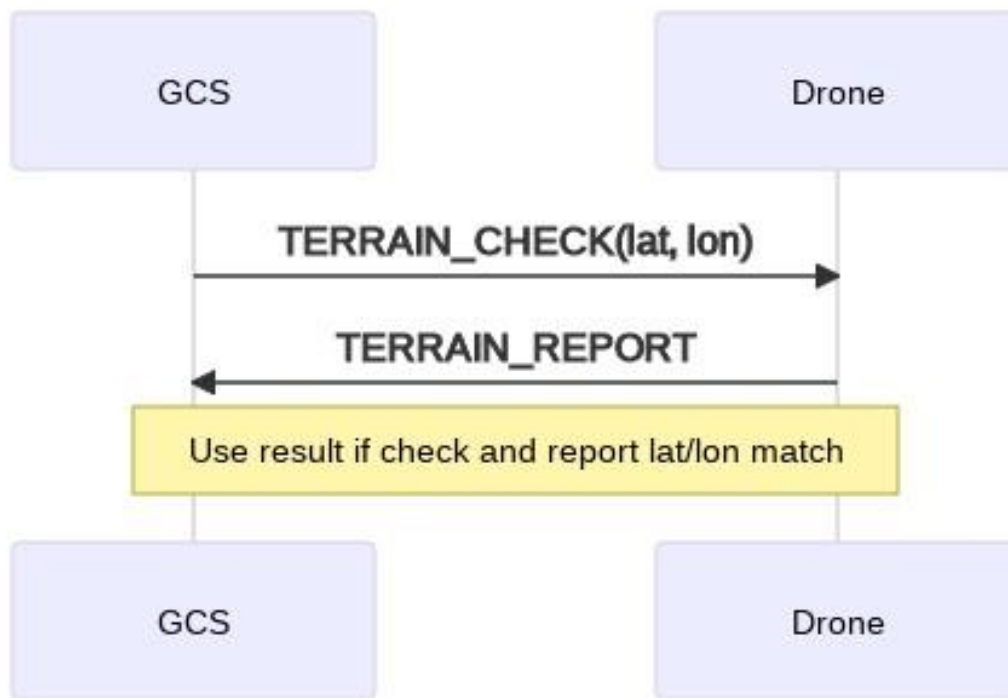 GCS
Drone
TERRAIN_CHECK(lat, lon)
TERRAIN_REPORT
Use result if check and report lat/lon match
GCS
Drone